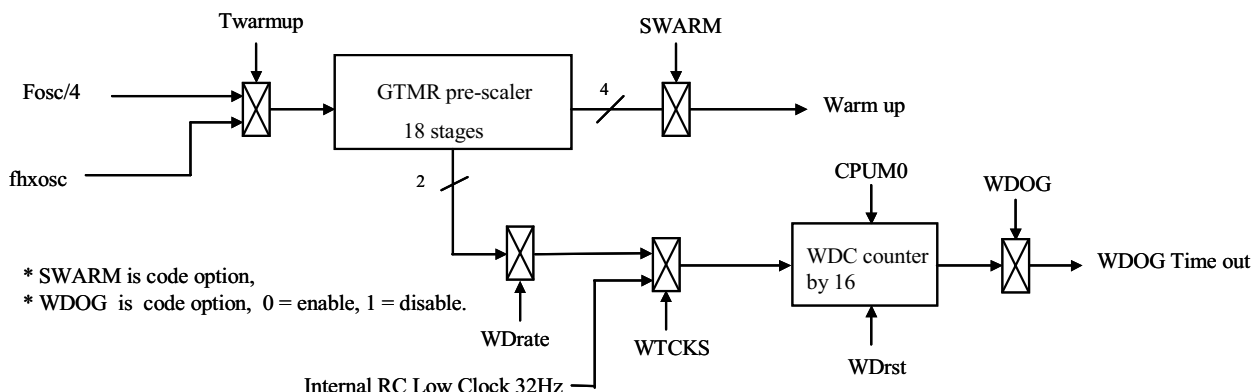 Twarmup
SWARM
Fosc/4
GTMR pre-scaler
18 stages
4
Warm up
fhxosc
2
CPUM0
WDOG
WDC counter
by 16
WDOG Time out
* SWARM is code option,
* WDOG is code option, 0 = enable, 1 = disable.
WDrate
WTCKS
WDrst
Internal RC Low Clock 32Hz